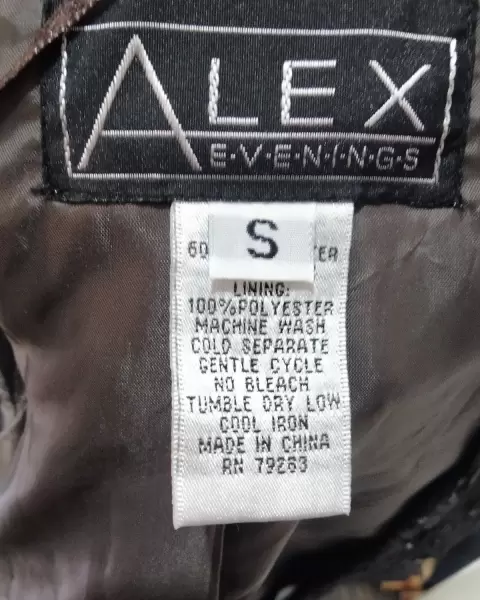 ALEX
E·V·E·N·I·N·G·S
S
LINING:
100%POLYESTER
MACHINE WASH
COLD SEPARATE
GENTLE CYCLE
NO BLEACH
TUMBLE DRY LOW
COOL IRON
MADE IN CHINA
RN 79263